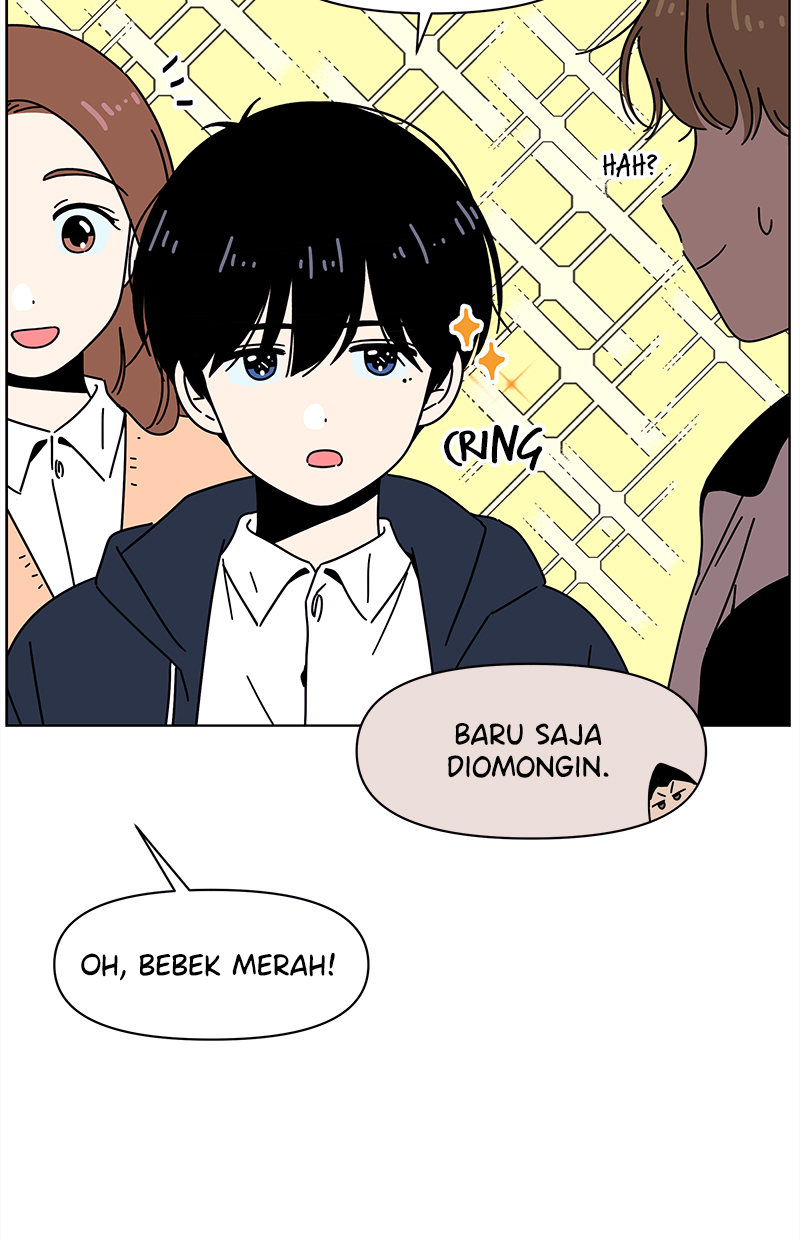 HAH?
CRING
BARU SAJA
DIOMONGIN.
OH, BEBEK MERAH!